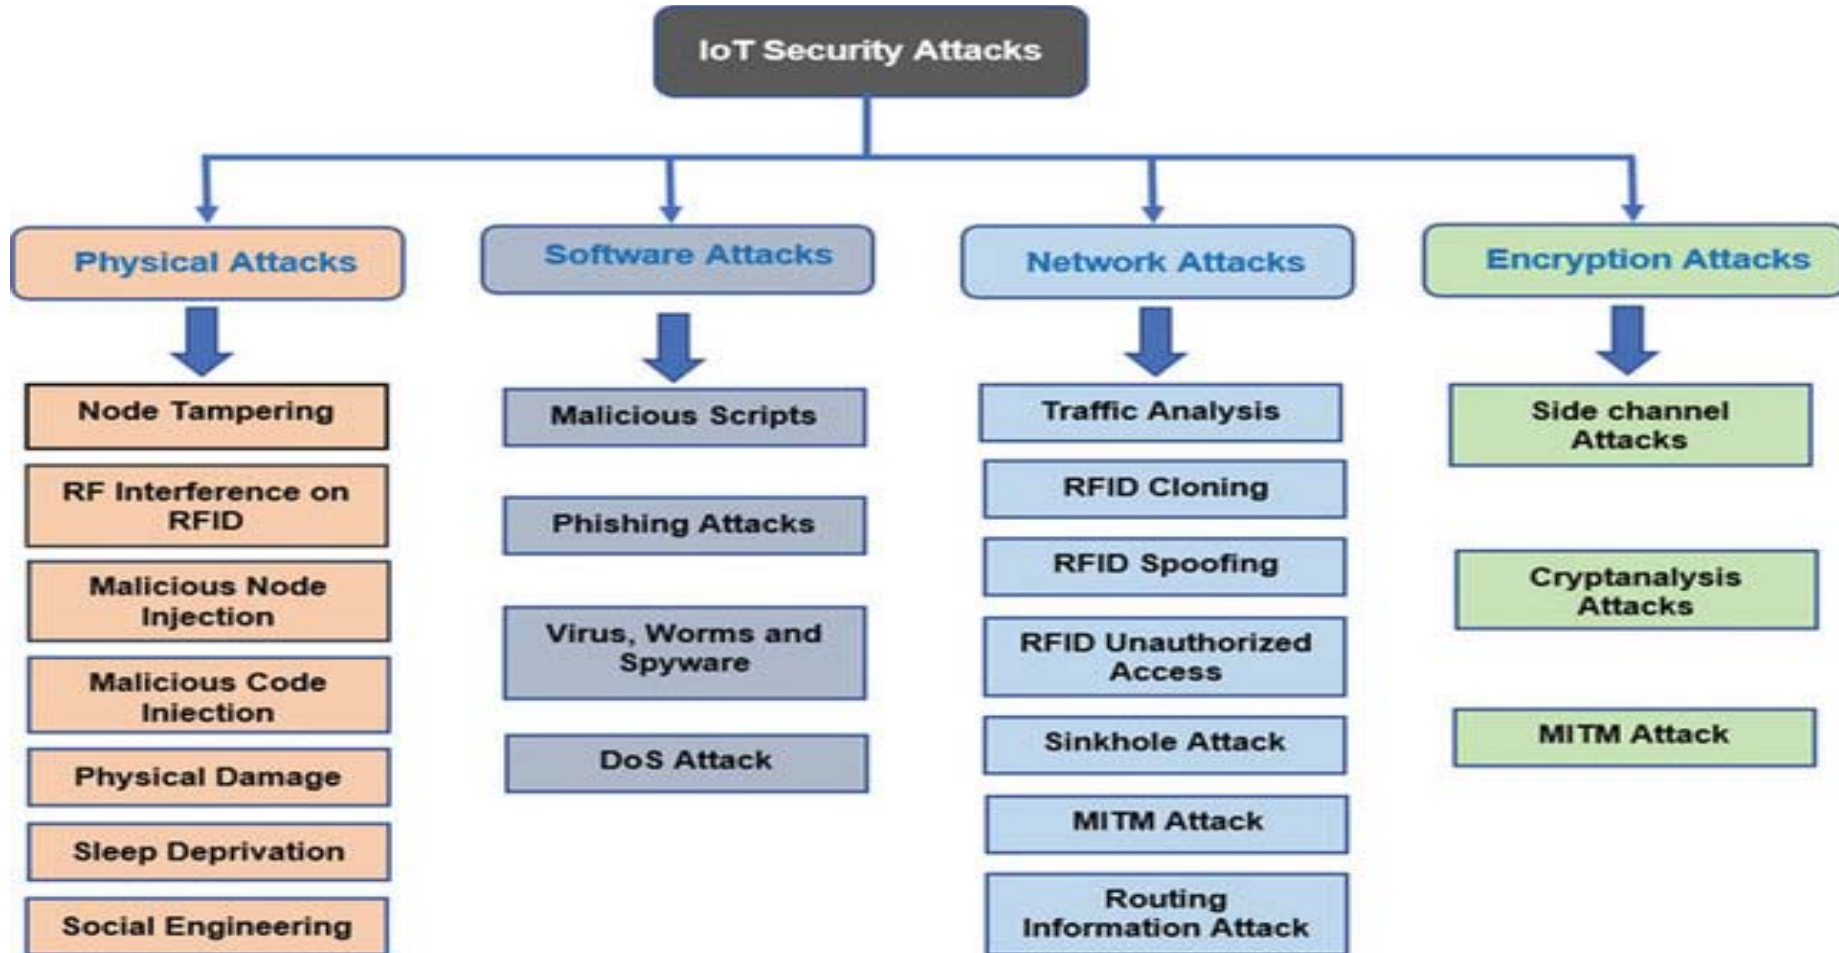 IoT Security Attacks
Physical Attacks
Software Attacks
Network Attacks
Encryption Attacks
Node Tampering
RF Interference on
RFID
Malicious Node
Injection
Malicious Code
Iniection
Physical Damage
Sleep Deprivation
Social Engineering
Malicious Scripts
Phishing Attacks
Virus, Worms and
Spyware
DoS Attack
Traffic Analysis
RFID Cloning
RFID Spoofing
RFID Unauthorized
Access
Sinkhole Attack
MITM Attack
Routing
Information Attack
Side channel
Attacks
Cryptanalysis
Attacks
MITM Attack